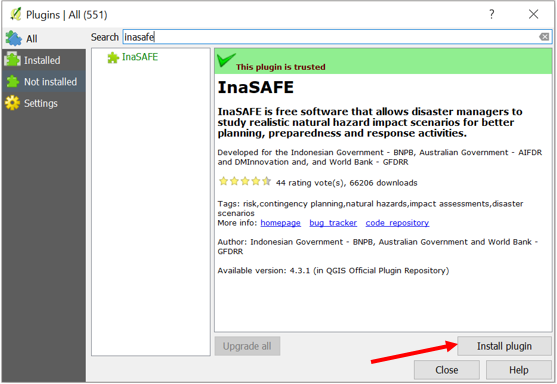 Plugins | All (551)
?
All
Installed
Not installed
Settings
Search inasafe
InaSAFE
This plugin is trusted
InaSAFE
InaSAFE is free software that allows disaster managers to
study realistic natural hazard impact scenarios for better
planning, preparedness and response activities.
Developed for the Indonesian Government - BNPB, Australian Government - AIFDR
and DMInnovation and, and World Bank - GFDRR
44 rating vote(s), 66206 downloads
Tags: risk,contingency planning,natural hazards,impact assessments,disaster
scenarios
More info: homepage bug tracker code repository
Author: Indonesian Government - BNPB, Australian Government and World Bank -
GFDRR
Available version: 4.3.1 (in QGIS Official Plugin Repository)
Upgrade all
Install plugin
Close
Help